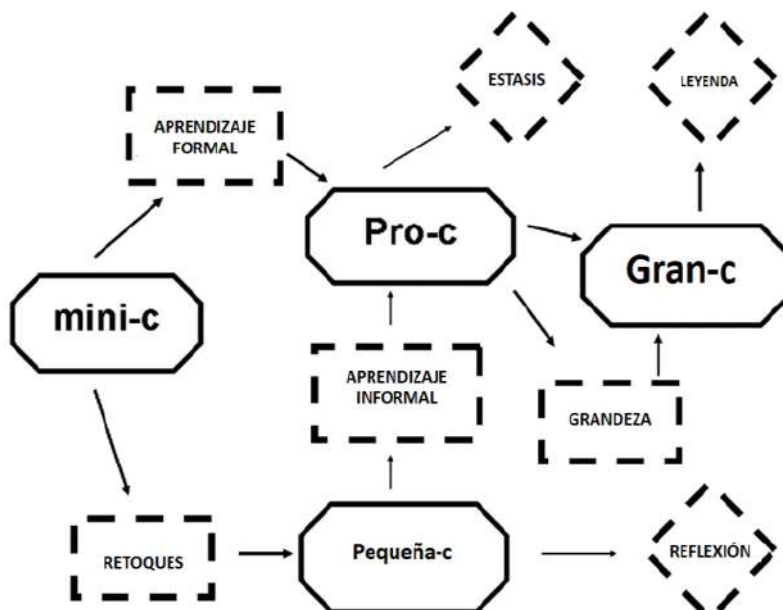 ESTASIS
LEYENDA
APRENDIZAJE
FORMAL
Pro-c
Gran-c
mini-c
APRENDIZAJE
INFORMAL
GRANDEZA
RETOQUES
Pequeña-c
REFLEXIÓN